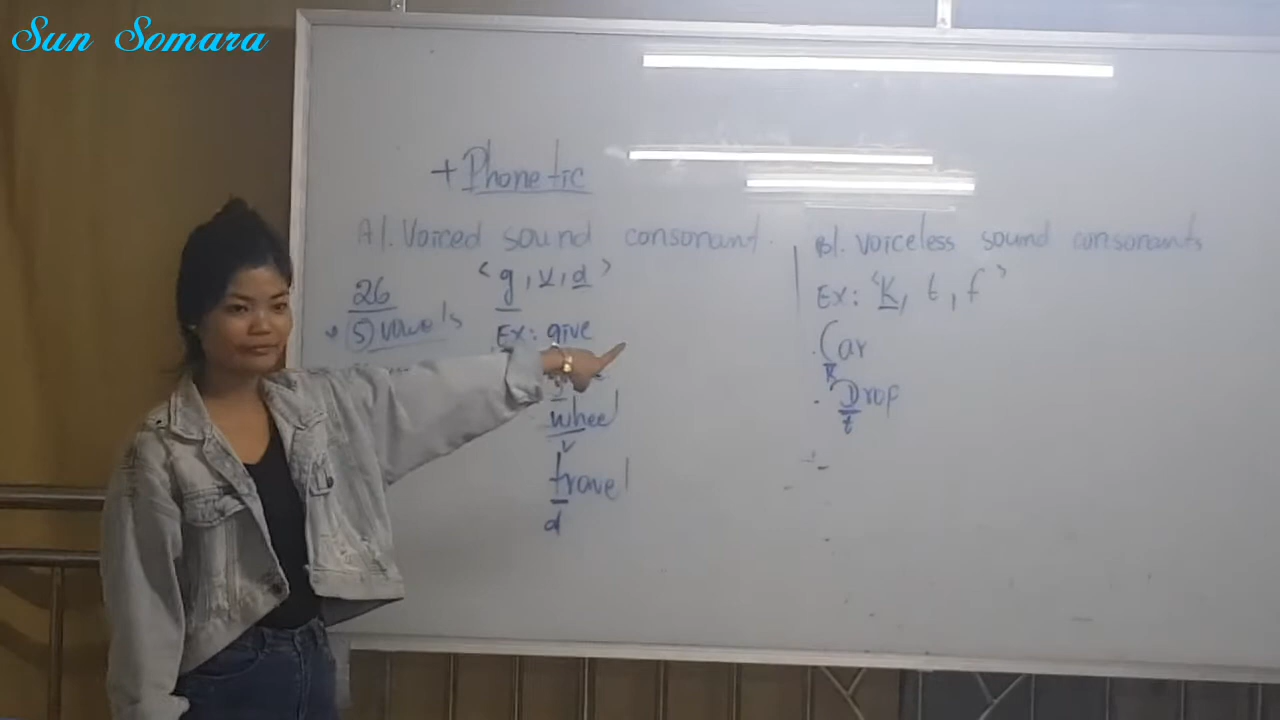 Sun Somara
+ Phonetic
A/. Voiced sound consonant.
26
(5) vowels
‹ g, v, d ›
Ex: give
wheel
v
travel
d
B/. voiceless sound consonants
Ex: ‹ K, t, f ›
. Car
K
. Drop
t